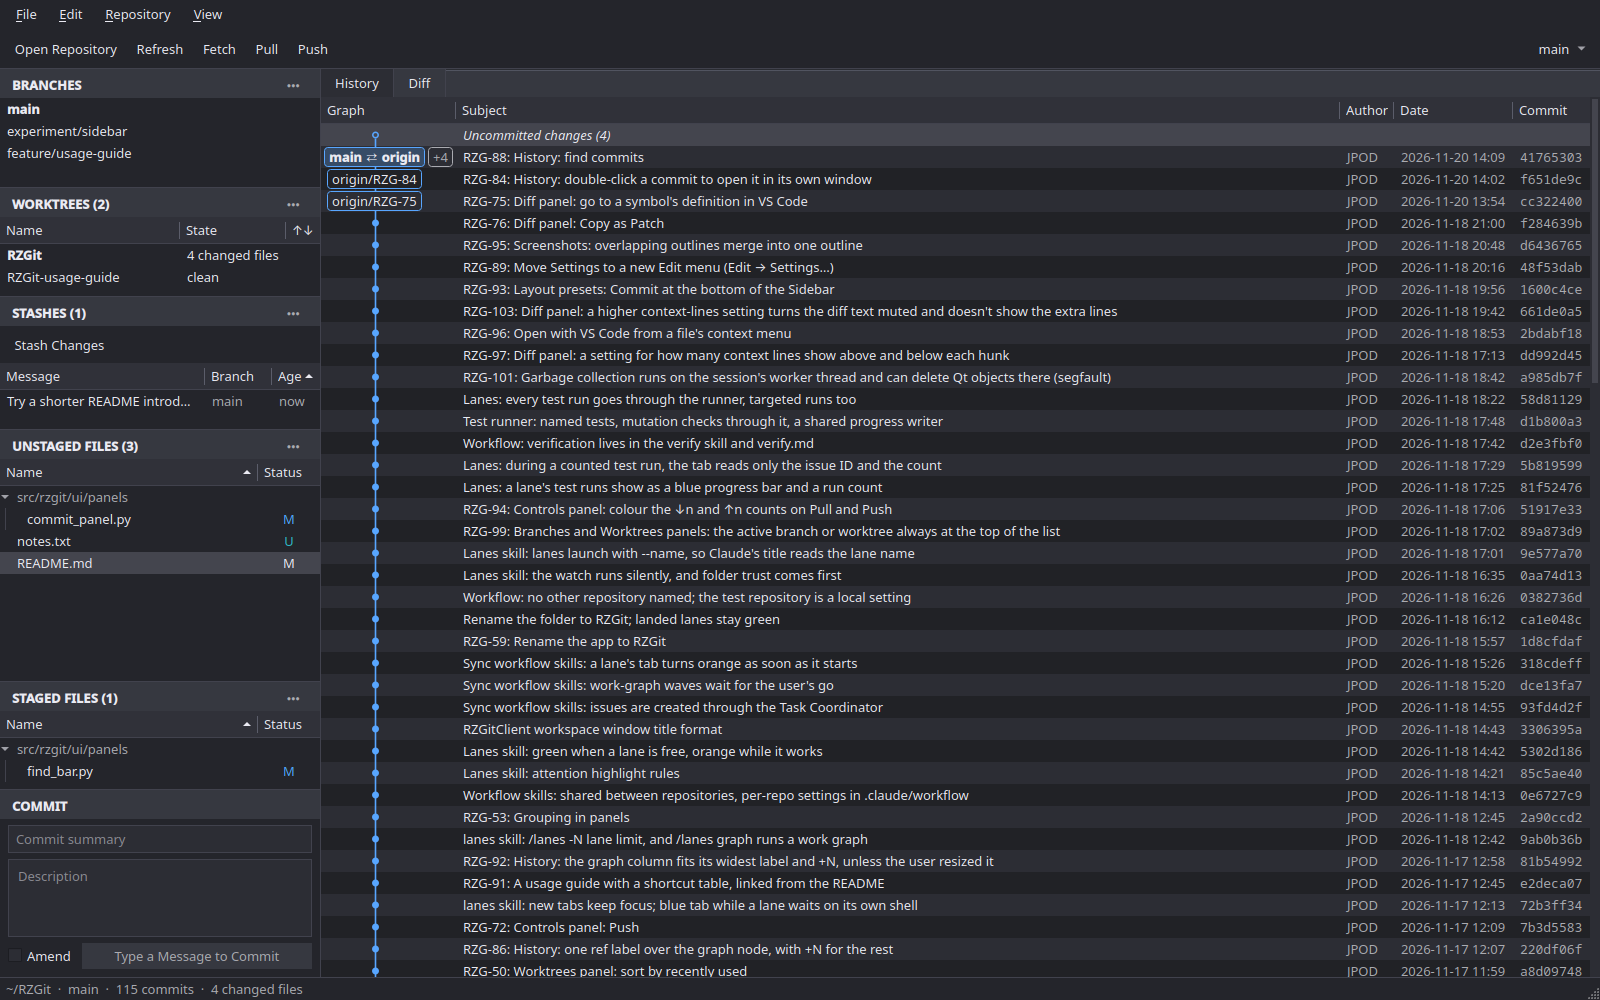 File Edit Repository View
Open Repository Refresh Fetch Pull Push main
BRANCHES
main
experiment/sidebar
feature/usage-guide
WORKTREES (2)
Name State ↑↓
RZGit 4 changed files
RZGit-usage-guide clean
STASHES (1)
Stash Changes
Message Branch Age
Try a shorter README introd... main now
UNSTAGED FILES (3)
Name Status
src/rzgit/ui/panels
commit_panel.py M
notes.txt U
README.md M
STAGED FILES (1)
Name Status
src/rzgit/ui/panels
find_bar.py M
COMMIT
Commit summary
Description
Amend Type a Message to Commit
History Diff
Graph Subject Author Date Commit
Uncommitted changes (4)
main ⇄ origin +4 RZG-88: History: find commits JPOD 2026-11-20 14:09 41765303
origin/RZG-84 RZG-84: History: double-click a commit to open it in its own window JPOD 2026-11-20 14:02 f651de9c
origin/RZG-75 RZG-75: Diff panel: go to a symbol's definition in VS Code JPOD 2026-11-20 13:54 cc322400
RZG-76: Diff panel: Copy as Patch JPOD 2026-11-18 21:00 f284639b
RZG-95: Screenshots: overlapping outlines merge into one outline JPOD 2026-11-18 20:48 d6436765
RZG-89: Move Settings to a new Edit menu (Edit → Settings...) JPOD 2026-11-18 20:16 48f53dab
RZG-93: Layout presets: Commit at the bottom of the Sidebar JPOD 2026-11-18 19:56 1600c4ce
RZG-103: Diff panel: a higher context-lines setting turns the diff text muted and doesn't show the extra lines JPOD 2026-11-18 19:42 661de0a5
RZG-96: Open with VS Code from a file's context menu JPOD 2026-11-18 18:53 2bdabf18
RZG-97: Diff panel: a setting for how many context lines show above and below each hunk JPOD 2026-11-18 17:13 dd992d45
RZG-101: Garbage collection runs on the session's worker thread and can delete Qt objects there (segfault) JPOD 2026-11-18 18:42 a985db7f
Lanes: every test run goes through the runner, targeted runs too JPOD 2026-11-18 18:22 58d81129
Test runner: named tests, mutation checks through it, a shared progress writer JPOD 2026-11-18 17:48 d1b800a3
Workflow: verification lives in the verify skill and verify.md JPOD 2026-11-18 17:42 d2e3fbf0
Lanes: during a counted test run, the tab reads only the issue ID and the count JPOD 2026-11-18 17:29 5b819599
Lanes: a lane's test runs show as a blue progress bar and a run count JPOD 2026-11-18 17:25 81f52476
RZG-94: Controls panel: colour the ↓n and ↑n counts on Pull and Push JPOD 2026-11-18 17:06 51917e33
RZG-99: Branches and Worktrees panels: the active branch or worktree always at the top of the list JPOD 2026-11-18 17:02 89a873d9
Lanes skill: lanes launch with --name, so Claude's title reads the lane name JPOD 2026-11-18 17:01 9e577a70
Lanes skill: the watch runs silently, and folder trust comes first JPOD 2026-11-18 16:35 0aa74d13
Workflow: no other repository named; the test repository is a local setting JPOD 2026-11-18 16:26 0382736d
Rename the folder to RZGit; landed lanes stay green JPOD 2026-11-18 16:12 ca1e048c
RZG-59: Rename the app to RZGit JPOD 2026-11-18 15:57 1d8cfdaf
Sync workflow skills: a lane's tab turns orange as soon as it starts JPOD 2026-11-18 15:26 318cdeff
Sync workflow skills: work-graph waves wait for the user's go JPOD 2026-11-18 15:20 dce13fa7
Sync workflow skills: issues are created through the Task Coordinator JPOD 2026-11-18 14:55 93fd4d2f
RZGitClient workspace window title format JPOD 2026-11-18 14:43 3306395a
Lanes skill: green when a lane is free, orange while it works JPOD 2026-11-18 14:42 5302d186
Lanes skill: attention highlight rules JPOD 2026-11-18 14:21 85c5ae40
Workflow skills: shared between repositories, per-repo settings in .claude/workflow JPOD 2026-11-18 14:13 0e6727c9
RZG-53: Grouping in panels JPOD 2026-11-18 12:45 2a90ccd2
lanes skill: /lanes -N lane limit, and /lanes graph runs a work graph JPOD 2026-11-18 12:42 9ab0b36b
RZG-92: History: the graph column fits its widest label and +N, unless the user resized it JPOD 2026-11-17 12:58 81b54992
RZG-91: A usage guide with a shortcut table, linked from the README JPOD 2026-11-17 12:45 e2deca07
lanes skill: new tabs keep focus; blue tab while a lane waits on its own shell JPOD 2026-11-17 12:13 72b3ff34
RZG-72: Controls panel: Push JPOD 2026-11-17 12:09 7b3d5583
RZG-86: History: one ref label over the graph node, with +N for the rest JPOD 2026-11-17 12:07 220df06f
RZG-50: Worktrees panel: sort by recently used JPOD 2026-11-17 11:59 a8d09748
~/RZGit · main · 115 commits · 4 changed files